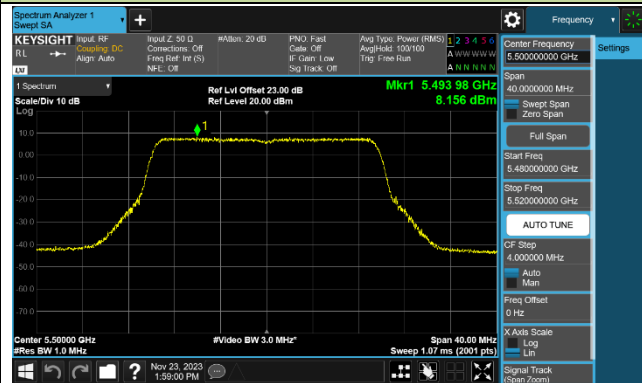 Spectrum Analyzer 1
Swept SA
+
Frequency
KEYSIGHT Input: RF
RL
Coupling: DC
Align: Auto
LXI
Input Z: 50 Ω
Corrections: Off
Freq Ref: Int (S)
NFE: Off
#Atten: 20 dB
PNO: Fast
Gate: Off
IF Gain: Low
Sig Track: Off
Avg Type: Power (RMS)
Avg|Hold: 100/100
Trig: Free Run
1 2 3 4 5 6
A W W W W W
A N N N N N
1 Spectrum
Scale/Div 10 dB
Log
Ref Lvl Offset 23.00 dB
Ref Level 20.00 dBm
Mkr1 5.493 98 GHz
8.156 dBm
1
10.0
0.00
-10.0
-20.0
-30.0
-40.0
-50.0
-60.0
-70.0
Center 5.50000 GHz
#Res BW 1.0 MHz
#Video BW 3.0 MHz*
Span 40.00 MHz
Sweep 1.07 ms (2001 pts)
Nov 23, 2023
1:59:00 PM
Center Frequency
5.500000000 GHz
Span
40.0000000 MHz
Swept Span
Zero Span
Full Span
Start Freq
5.480000000 GHz
Stop Freq
5.520000000 GHz
AUTO TUNE
CF Step
4.000000 MHz
Auto
Man
Freq Offset
0 Hz
X Axis Scale
Log
Lin
Signal Track
(Span Zoom)
Settings